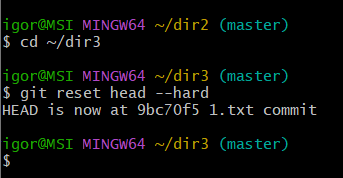 igor@MSI MINGW64 ~/dir2 (master)
$ cd ~/dir3
igor@MSI MINGW64 ~/dir3 (master)
$ git reset head --hard
HEAD is now at 9bc70f5 1.txt commit
igor@MSI MINGW64 ~/dir3 (master)
$